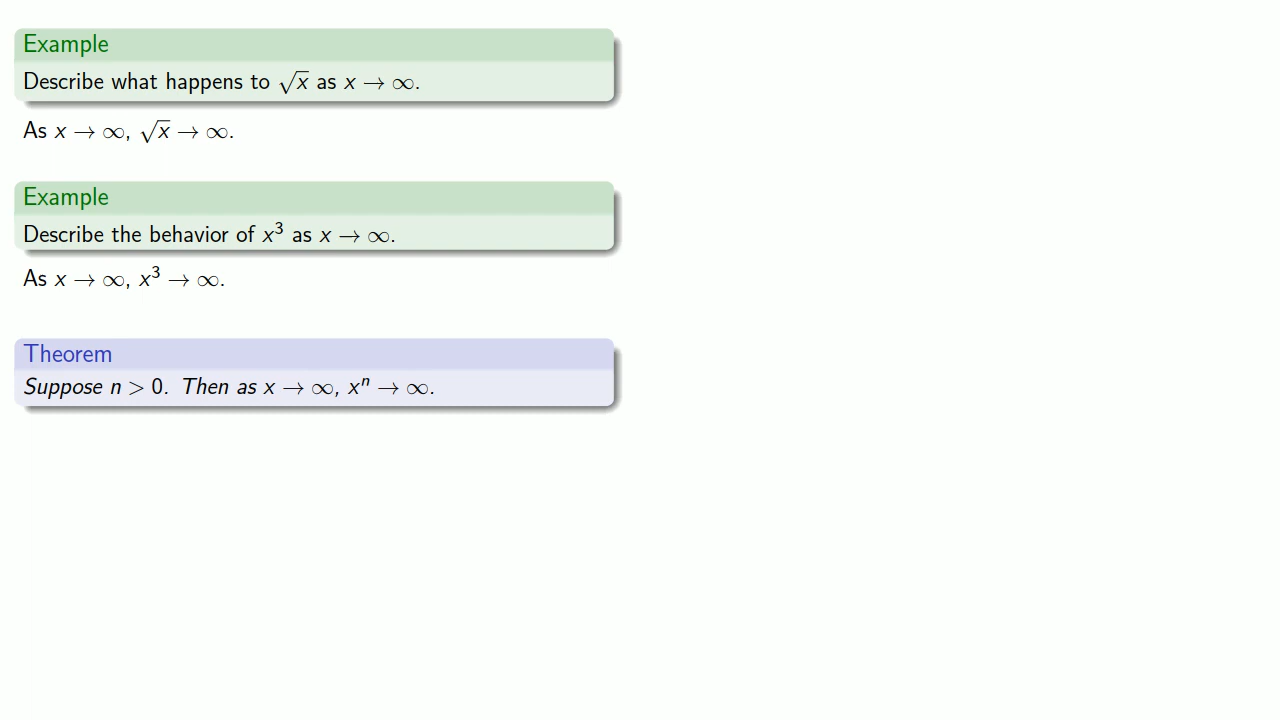 Example
Describe what happens to √x as x → ∞.
As x → ∞, √x → ∞.
Example
Describe the behavior of x³ as x → ∞.
As x → ∞, x³ → ∞.
Theorem
Suppose n > 0. Then as x → ∞, xⁿ → ∞.